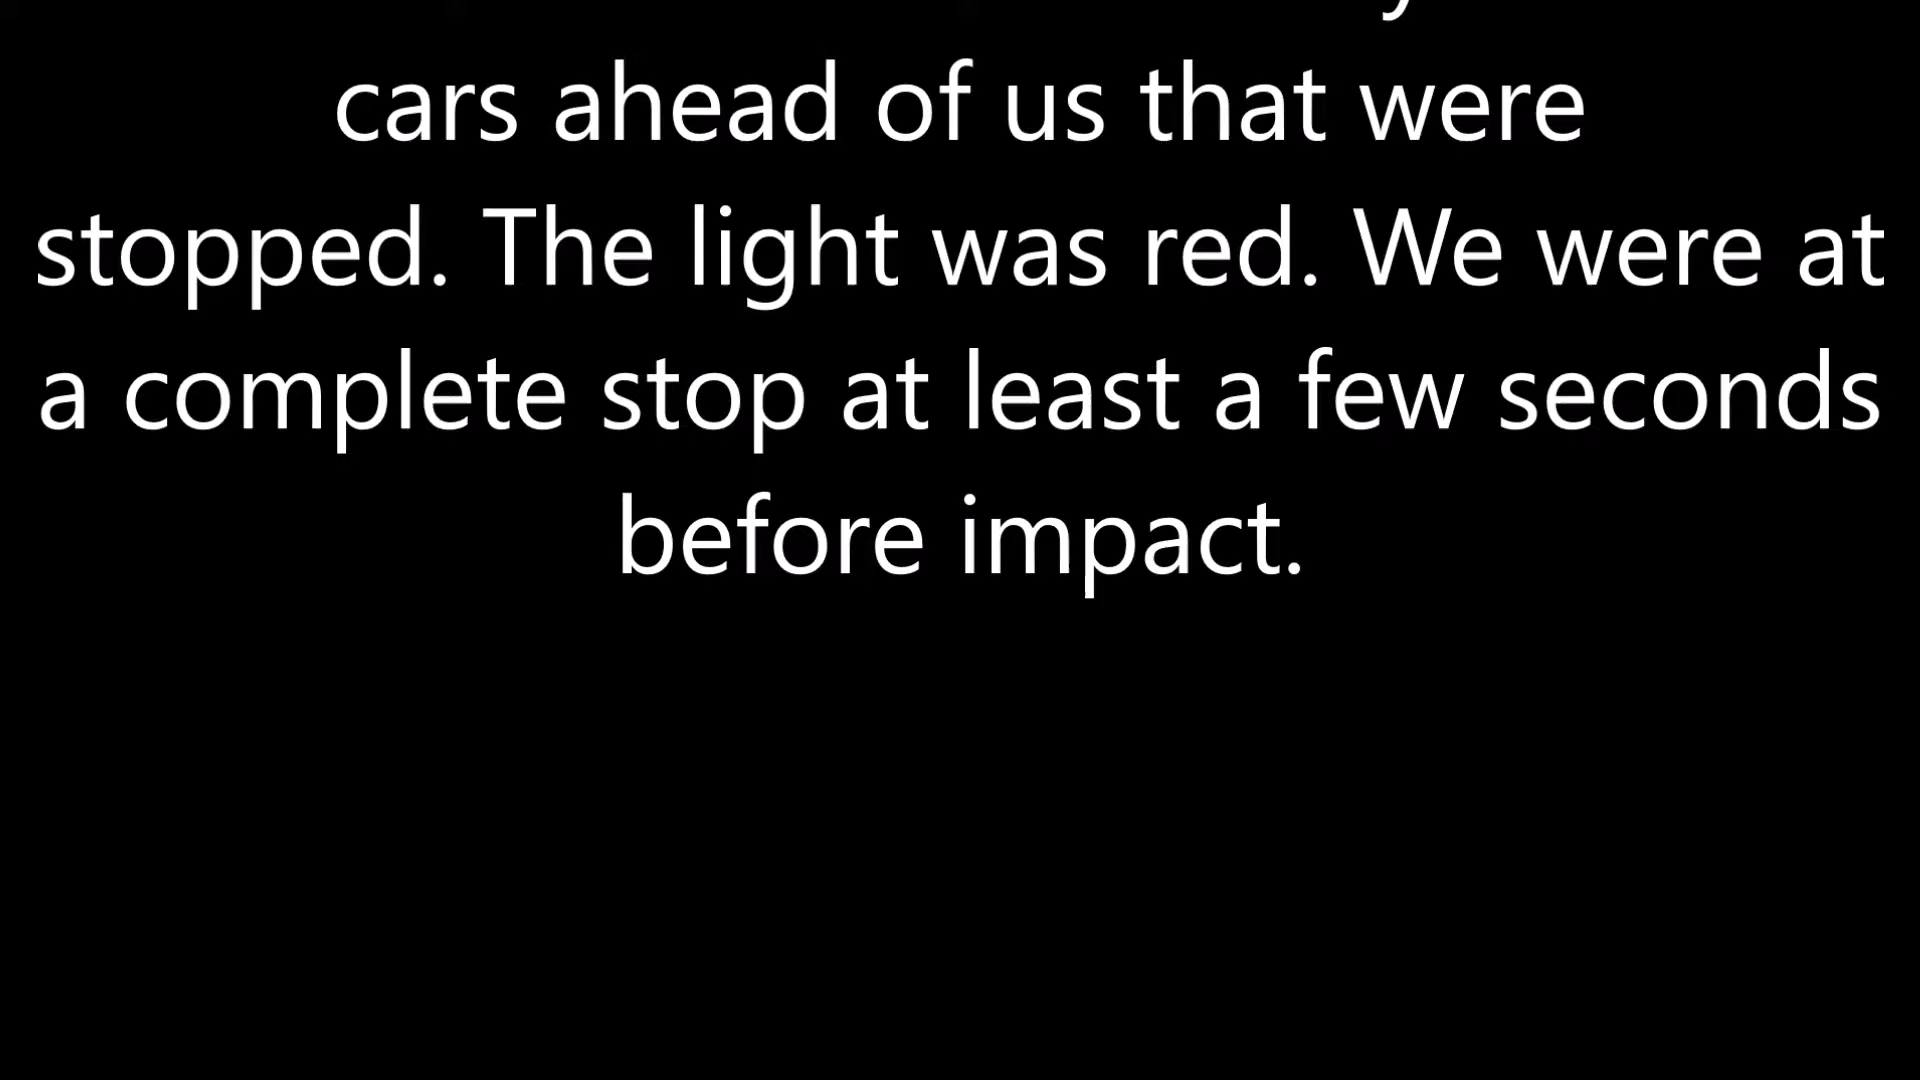 cars ahead of us that were
stopped. The light was red. We were at
a complete stop at least a few seconds
before impact.